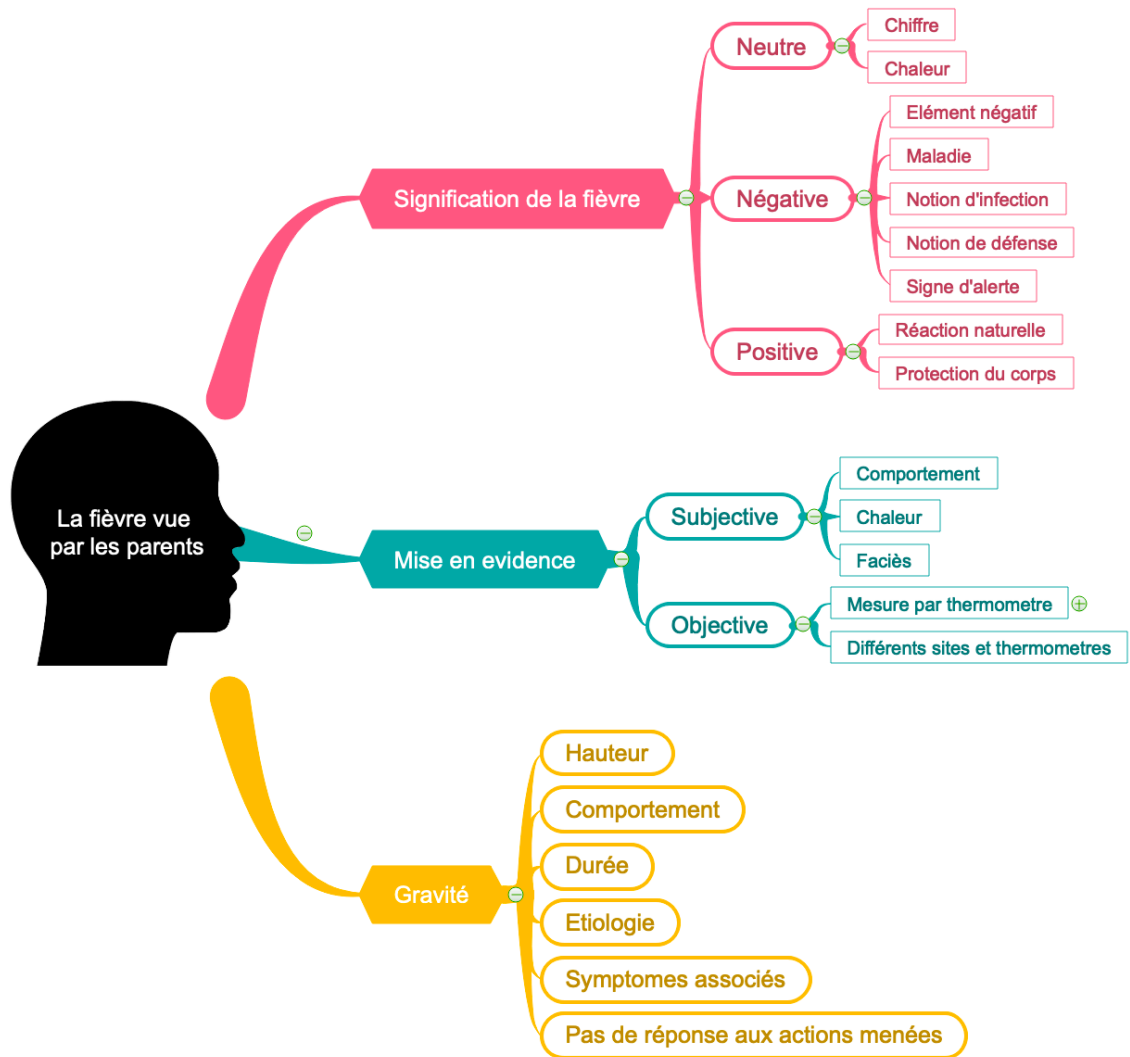 La fièvre vue
par les parents
Signification de la fièvre
Neutre
Chiffre
Chaleur
Négative
Elément négatif
Maladie
Notion d'infection
Notion de défense
Signe d'alerte
Positive
Réaction naturelle
Protection du corps
Mise en evidence
Subjective
Comportement
Chaleur
Faciès
Objective
Mesure par thermometre
Différents sites et thermometres
Gravité
Hauteur
Comportement
Durée
Etiologie
Symptomes associés
Pas de réponse aux actions menées